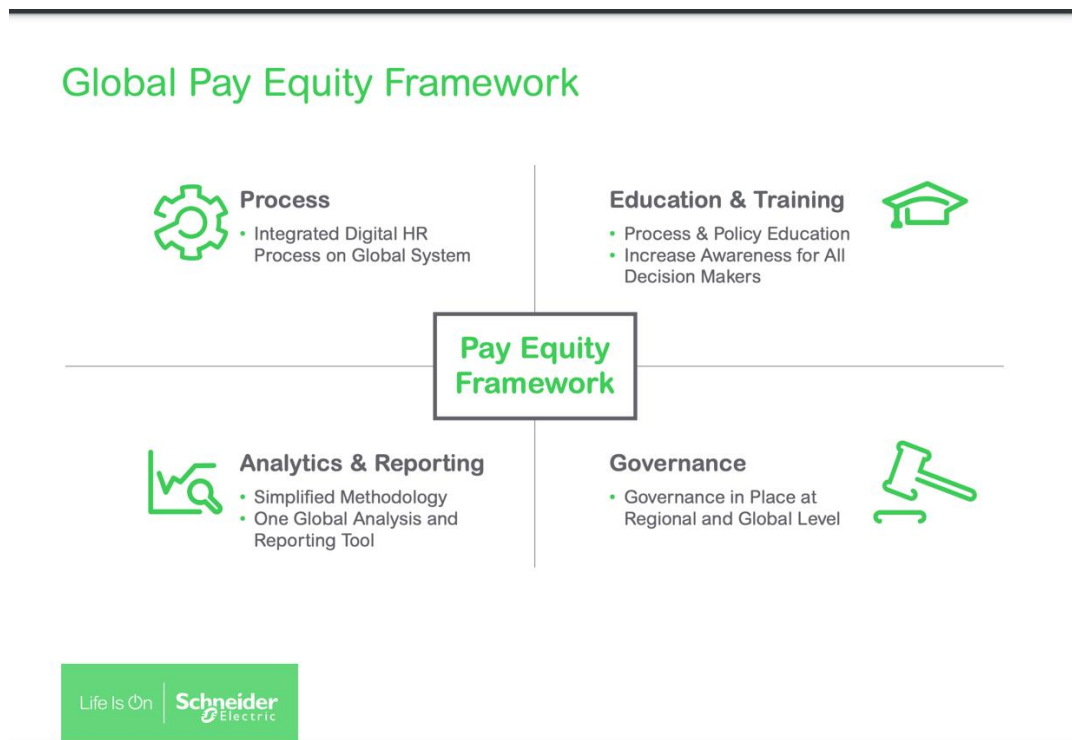 Global Pay Equity Framework
Process
• Integrated Digital HR
Process on Global System
Education & Training
• Process & Policy Education
• Increase Awareness for All
Decision Makers
Pay Equity
Framework
Analytics & Reporting
• Simplified Methodology
• One Global Analysis and
Reporting Tool
Governance
• Governance in Place at
Regional and Global Level
Life Is On
Schneider
Electric